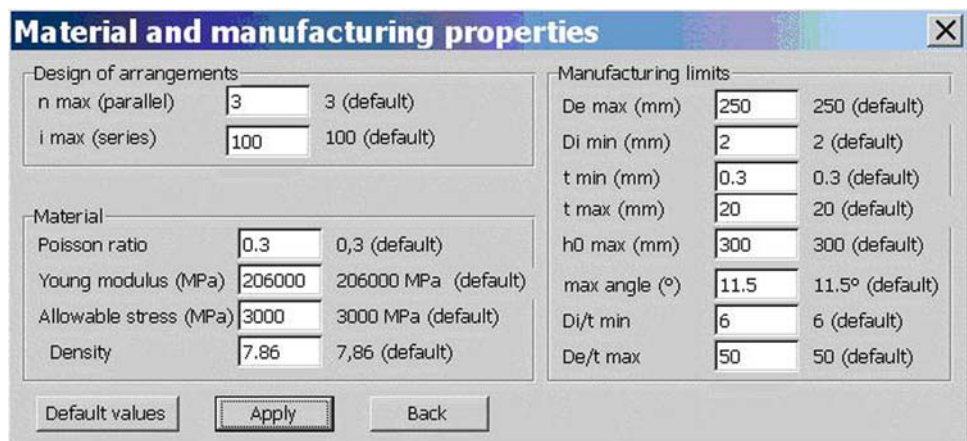 Material and manufacturing properties
Design of arrangements
n max (parallel) 3 3 (default)
i max (series) 100 100 (default)
Material
Poisson ratio 0.3 0,3 (default)
Young modulus (MPa) 206000 206000 MPa (default)
Allowable stress (MPa) 3000 3000 MPa (default)
Density 7.86 7,86 (default)
Manufacturing limits
De max (mm) 250 250 (default)
Di min (mm) 2 2 (default)
t min (mm) 0.3 0.3 (default)
t max (mm) 20 20 (default)
h0 max (mm) 300 300 (default)
max angle (º) 11.5 11.5º (default)
Di/t min 6 6 (default)
De/t max 50 50 (default)
Default values Apply Back